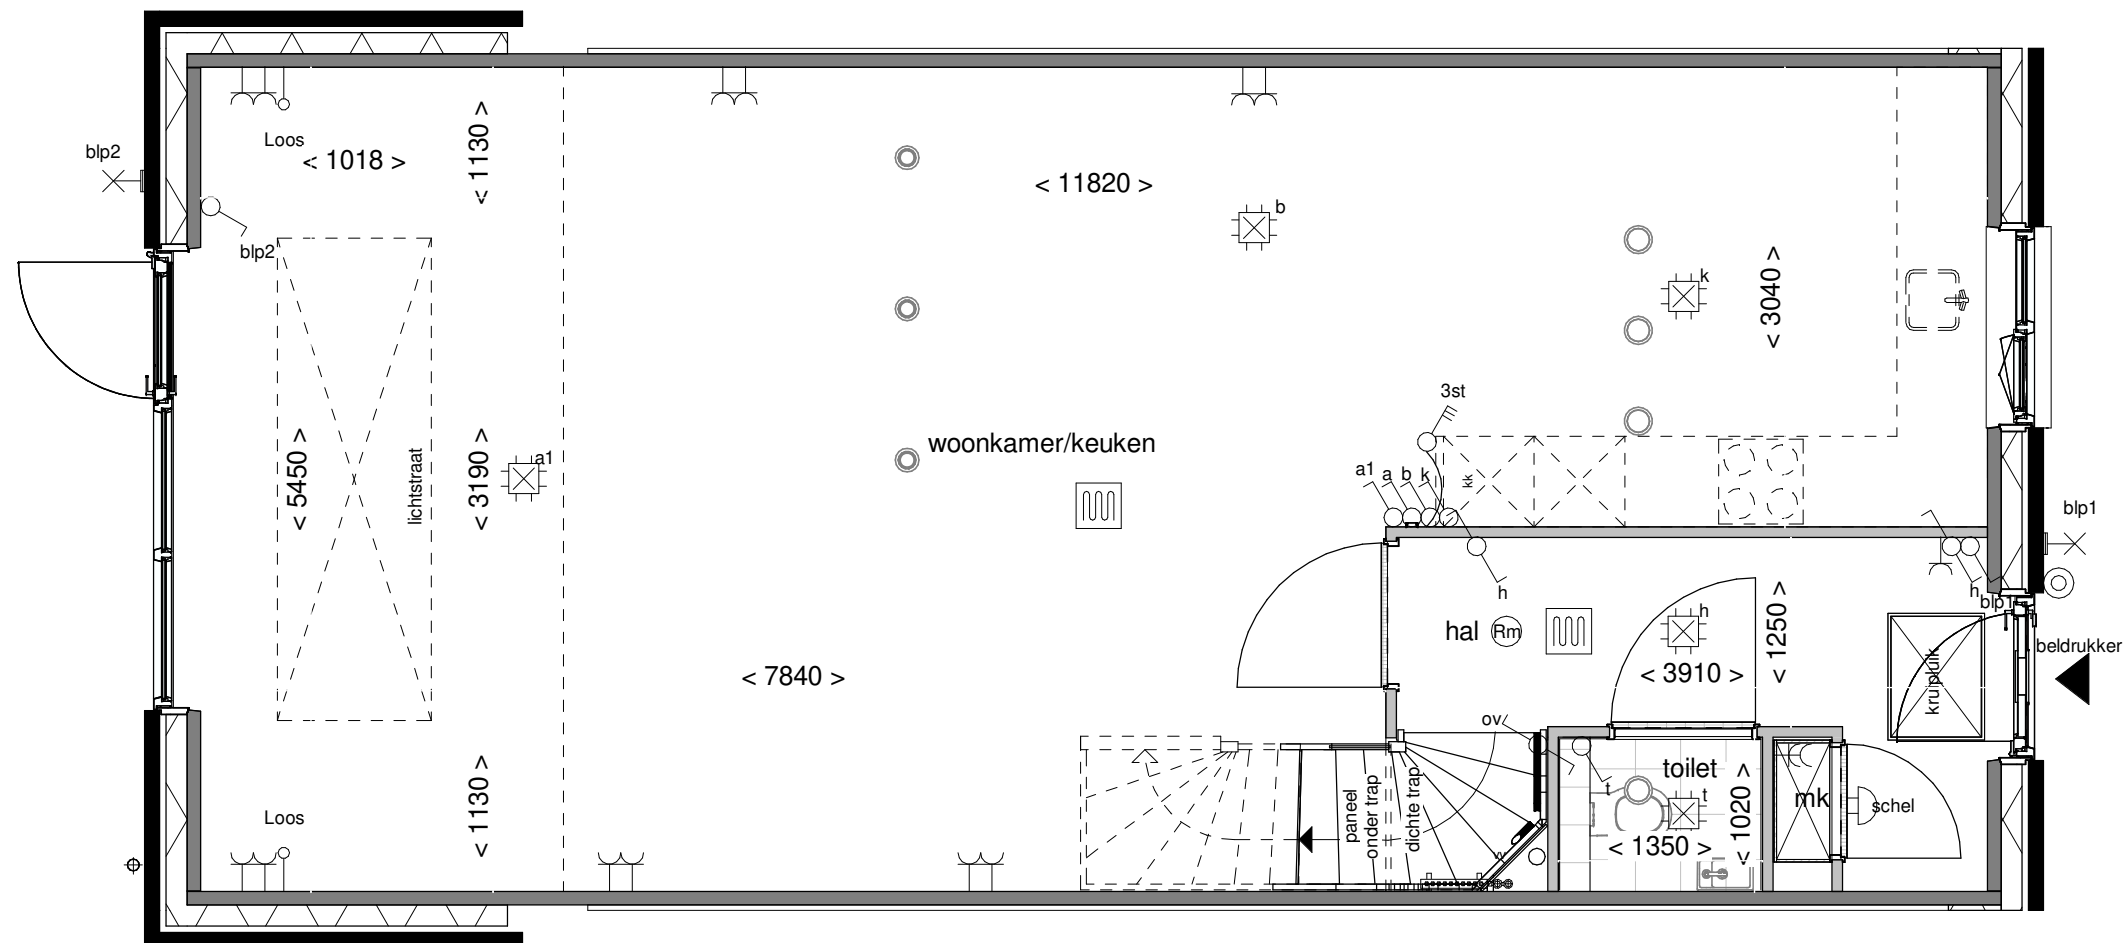 Loos
blp2
< 1018 >
< 1130 >
< 11820 >
b
blp2
k
< 3040 >
3st
woonkamer/keuken
a1
< 5450 >
lichtstraat
< 3190 >
a1
a
b
k
kk
blp1
h
h
blp1
hal
Rm
h
< 1250 >
beldrukker
< 7840 >
< 3910 >
kruipluik
ov
toilet
t
t
mk
schel
Loos
< 1130 >
paneel
onder trap
dichte trap
< 1350 >
< 1020 >